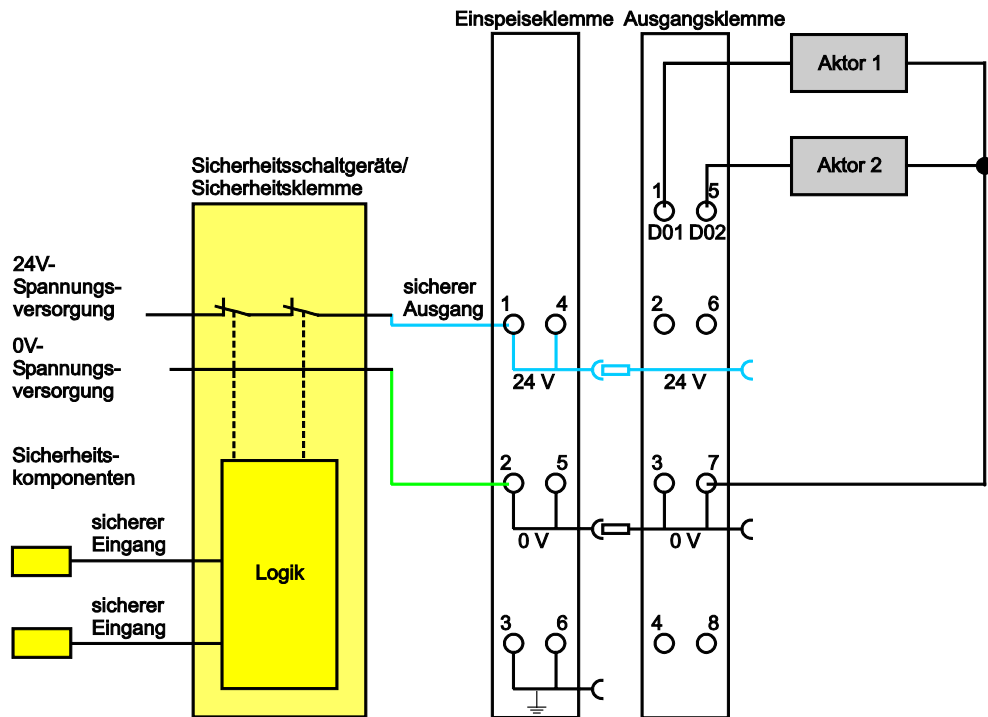 Einspeiseklemme
Ausgangsklemme
Aktor 1
Aktor 2
Sicherheitsschaltgeräte/
Sicherheitsklemme
1
5
D01
D02
24V-
Spannungs-
versorgung
sicherer
Ausgang
1
4
2
6
24 V
24 V
0V-
Spannungs-
versorgung
Sicherheits-
komponenten
2
5
3
7
0 V
0 V
sicherer
Eingang
Logik
sicherer
Eingang
3
6
4
8